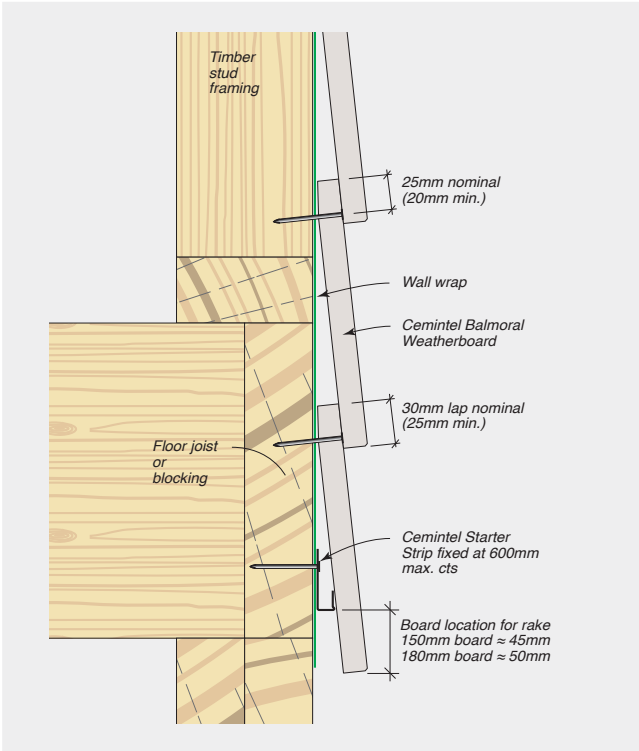 Timber
stud
framing
25mm nominal
(20mm min.)
Wall wrap
Cemintel Balmoral
Weatherboard
30mm lap nominal
(25mm min.)
Floor joist
or
blocking
Cemintel Starter
Strip fixed at 600mm
max. cts
Board location for rake
150mm board ≈ 45mm
180mm board ≈ 50mm